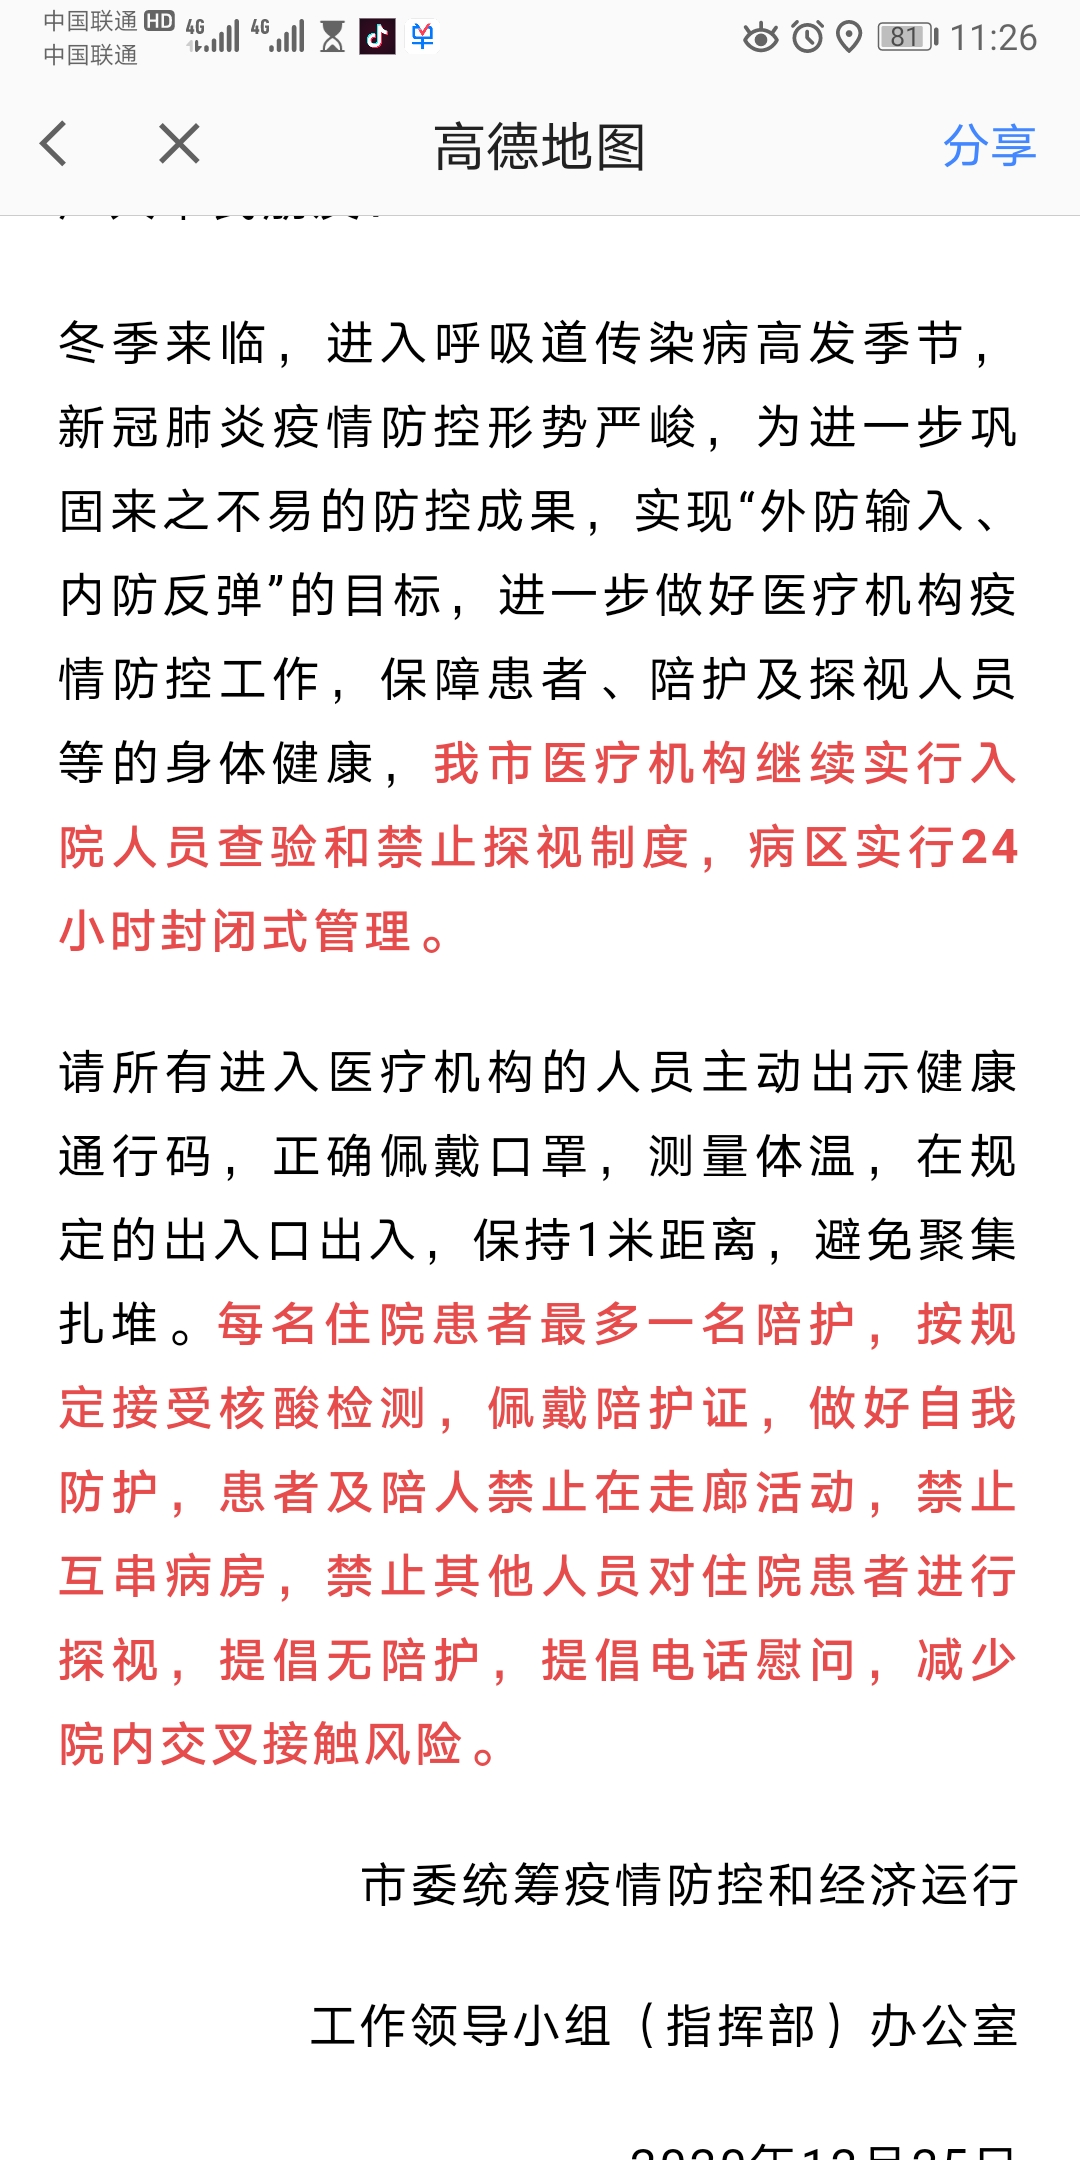 中国联通 HD 4G 4G 81 11:26
中国联通
高德地图 分享
冬季来临，进入呼吸道传染病高发季节，
新冠肺炎疫情防控形势严峻，为进一步巩
固来之不易的防控成果，实现“外防输入、
内防反弹”的目标，进一步做好医疗机构疫
情防控工作，保障患者、陪护及探视人员
等的身体健康，我市医疗机构继续实行入
院人员查验和禁止探视制度，病区实行24
小时封闭式管理。
请所有进入医疗机构的人员主动出示健康
通行码，正确佩戴口罩，测量体温，在规
定的出入口出入，保持1米距离，避免聚集
扎堆。每名住院患者最多一名陪护，按规
定接受核酸检测，佩戴陪护证，做好自我
防护，患者及陪人禁止在走廊活动，禁止
互串病房，禁止其他人员对住院患者进行
探视，提倡无陪护，提倡电话慰问，减少
院内交叉接触风险。
市委统筹疫情防控和经济运行
工作领导小组（指挥部）办公室
2020年12月25日